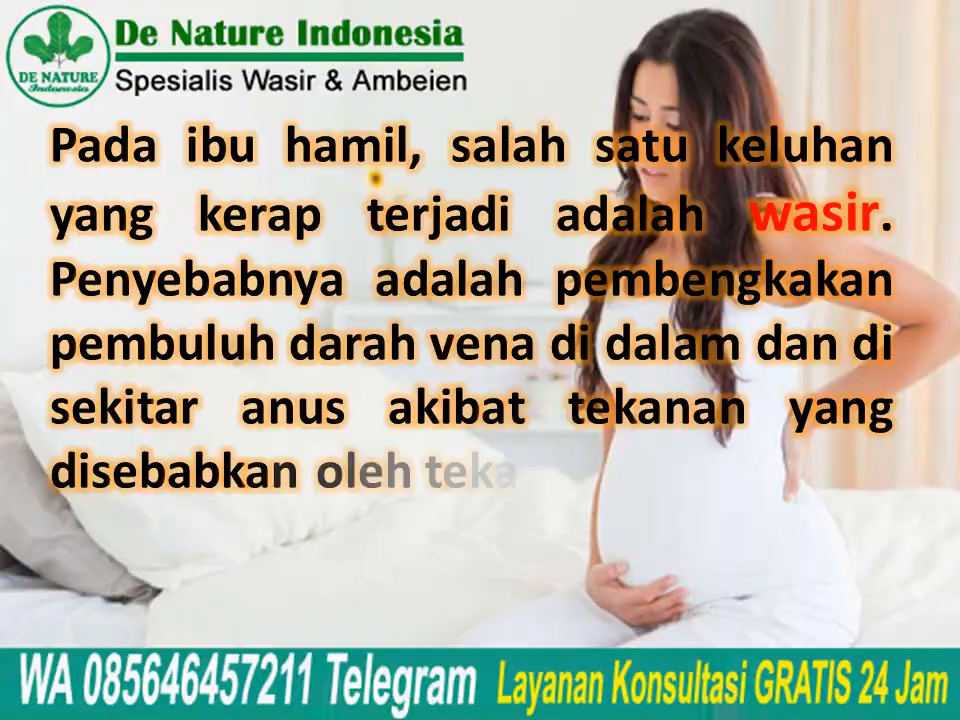 DE NATURE
Indonesia
De Nature Indonesia
Spesialis Wasir & Ambeien
Pada ibu hamil, salah satu keluhan
yang kerap terjadi adalah wasir.
Penyebabnya adalah pembengkakan
pembuluh darah vena di dalam dan di
sekitar anus akibat tekanan yang
disebabkan oleh teka
WA 085646457211 Telegram Layanan Konsultasi GRATIS 24 Jam